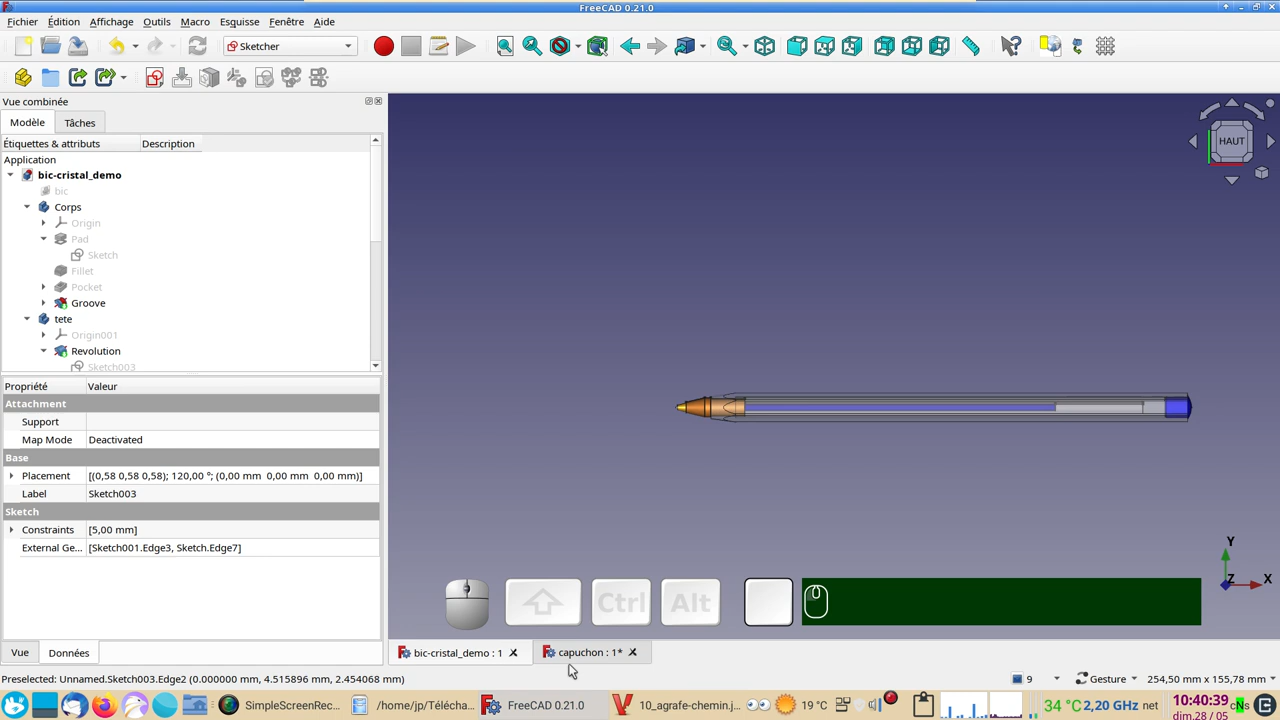 FreeCAD 0.21.0
Fichier Édition Affichage Outils Macro Esquisse Fenêtre Aide
Sketcher
Vue combinée
Modèle Tâches
Étiquettes & attributs Description
Application
bic-cristal_demo
bic
Corps
Origin
Pad
Sketch
Fillet
Pocket
Groove
tete
Origin001
Revolution
Sketch003
Propriété Valeur
Attachment
Support
Map Mode Deactivated
Base
Placement [(0,58 0,58 0,58); 120,00 °; (0,00 mm 0,00 mm 0,00 mm)]
Label Sketch003
Sketch
Constraints [5,00 mm]
External Ge... [Sketch001.Edge3, Sketch.Edge7]
HAUT
Y
Z X
Ctrl Alt
Vue Données
bic-cristal_demo : 1 capuchon : 1*
Preselected: Unnamed.Sketch003.Edge2 (0.000000 mm, 4.515896 mm, 2.454068 mm) 9 Gesture 254,50 mm x 155,78 mm
SimpleScreenRec... /home/jp/Télécha... FreeCAD 0.21.0 10_agrafe-chemin.j... 19 °C 34 °C 2,20 GHz net 10:40:39 dim.28 / 05 cNs